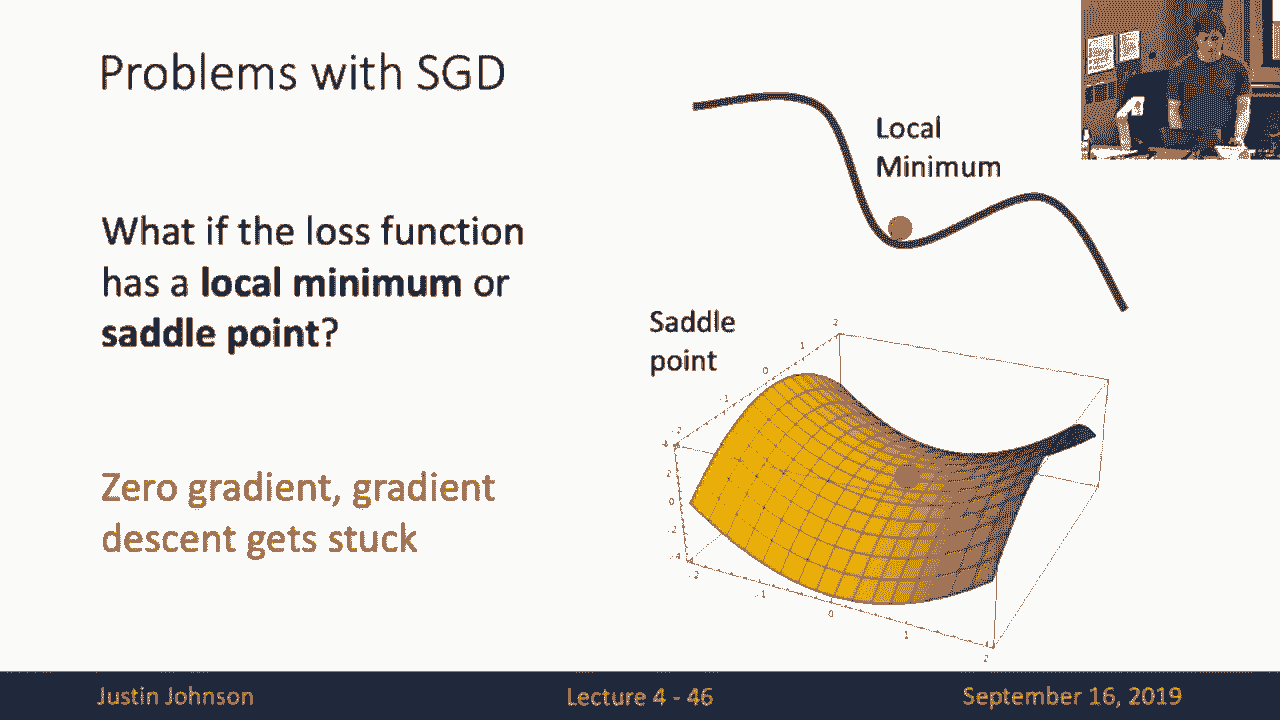 Problems with SGD
Local
Minimum
What if the loss function
has a local minimum or
saddle point?
Saddle
point
Zero gradient, gradient
descent gets stuck
Justin Johnson
Lecture 4 - 46
September 16, 2019